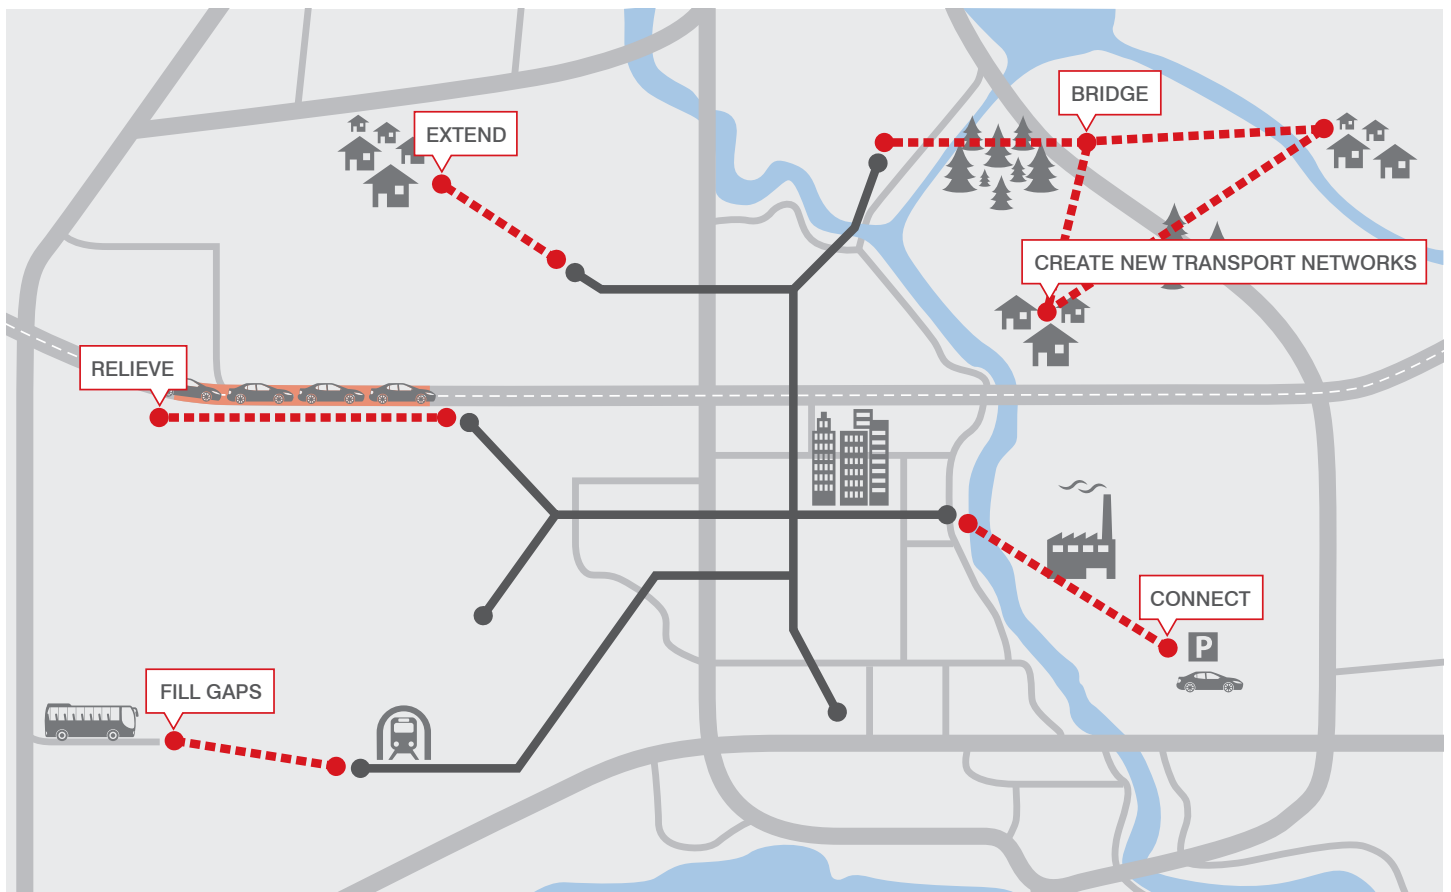 BRIDGE
EXTEND
CREATE NEW TRANSPORT NETWORKS
RELIEVE
CONNECT
P
FILL GAPS